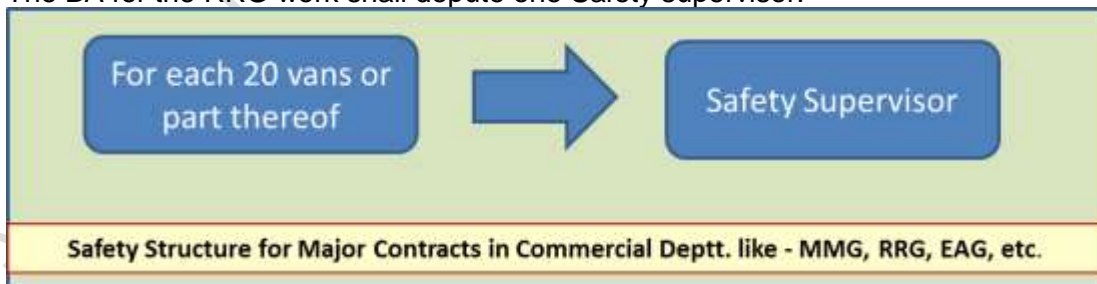 The BA for the RRG work shall depute one Safety supervisor.
For each 20 vans or
part thereof
Safety Supervisor
Safety Structure for Major Contracts in Commercial Deptt. like - MMG, RRG, EAG, etc.